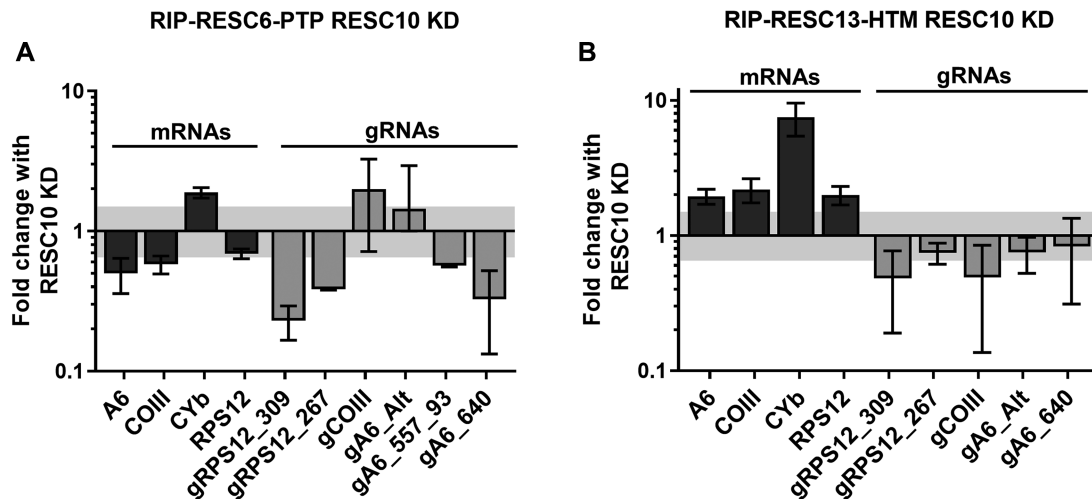 RIP-RESC6-PTP RESC10 KD
A
mRNAs
gRNAs
Fold change with
RESC10 KD
10
1
0.1
A6
COIII
CYb
RPS12
gRPS12_309
gRPS12_267
gCOIII
gA6_Alt
gA6_557_93
gA6_640
RIP-RESC13-HTM RESC10 KD
B
mRNAs
gRNAs
Fold change with
RESC10 KD
10
1
0.1
A6
COIII
CYb
RPS12
gRPS12_309
gRPS12_267
gCOIII
gA6_Alt
gA6_640